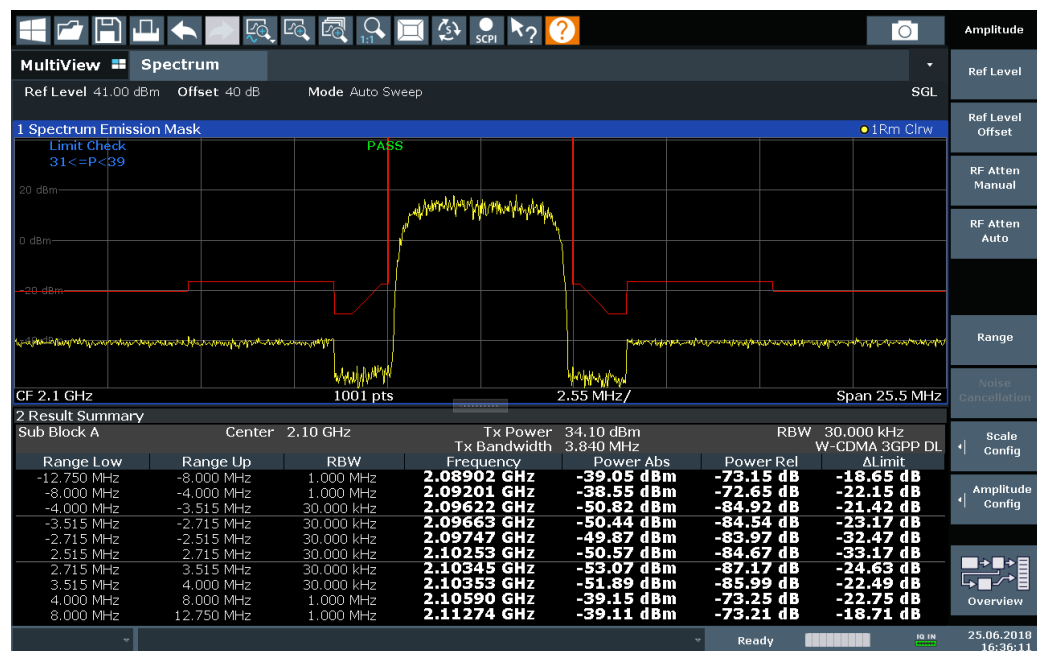 1:1
SCPI
?
?
Amplitude
MultiView Spectrum
Ref Level 41.00 dBm Offset 40 dB Mode Auto Sweep SGL
1 Spectrum Emission Mask 1Rm Clrw
Limit Check PASS
31<=P<39
20 dBm
0 dBm
-20 dBm
CF 2.1 GHz 1001 pts 2.55 MHz/ Span 25.5 MHz
2 Result Summary
Sub Block A Center 2.10 GHz Tx Power 34.10 dBm RBW 30.000 kHz
Tx Bandwidth 3.840 MHz W-CDMA 3GPP DL
Range Low Range Up RBW Frequency Power Abs Power Rel ΔLimit
-12.750 MHz -8.000 MHz 1.000 MHz 2.08902 GHz -39.05 dBm -73.15 dB -18.65 dB
-8.000 MHz -4.000 MHz 1.000 MHz 2.09201 GHz -38.55 dBm -72.65 dB -22.15 dB
-4.000 MHz -3.515 MHz 30.000 kHz 2.09622 GHz -50.82 dBm -84.92 dB -21.42 dB
-3.515 MHz -2.715 MHz 30.000 kHz 2.09663 GHz -50.44 dBm -84.54 dB -23.17 dB
-2.715 MHz -2.515 MHz 30.000 kHz 2.09747 GHz -49.87 dBm -83.97 dB -32.47 dB
2.515 MHz 2.715 MHz 30.000 kHz 2.10253 GHz -50.57 dBm -84.67 dB -33.17 dB
2.715 MHz 3.515 MHz 30.000 kHz 2.10345 GHz -53.07 dBm -87.17 dB -24.63 dB
3.515 MHz 4.000 MHz 30.000 kHz 2.10353 GHz -51.89 dBm -85.99 dB -22.49 dB
4.000 MHz 8.000 MHz 1.000 MHz 2.10590 GHz -39.15 dBm -73.25 dB -22.75 dB
8.000 MHz 12.750 MHz 1.000 MHz 2.11274 GHz -39.11 dBm -73.21 dB -18.71 dB
Ref Level
Ref Level
Offset
RF Atten
Manual
RF Atten
Auto
Range
Noise
Cancellation
Scale
Config
Amplitude
Config
Overview
Ready
IQ IN
25.06.2018
16:36:11